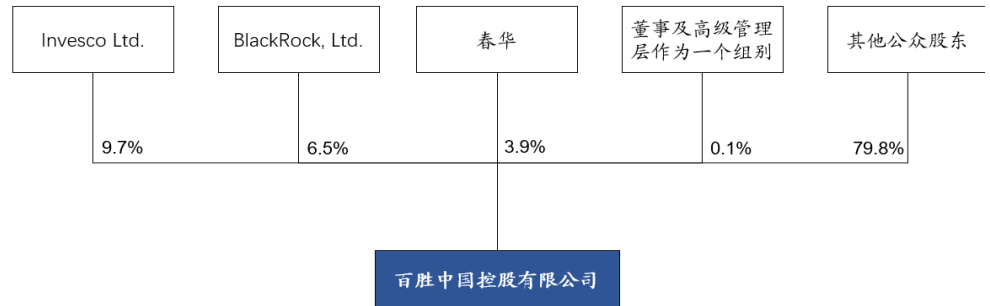 Invesco Ltd.
BlackRock, Ltd.
春华
董事及高级管理
层作为一个组别
其他公众股东
9.7%
6.5%
3.9%
0.1%
79.8%
百胜中国控股有限公司